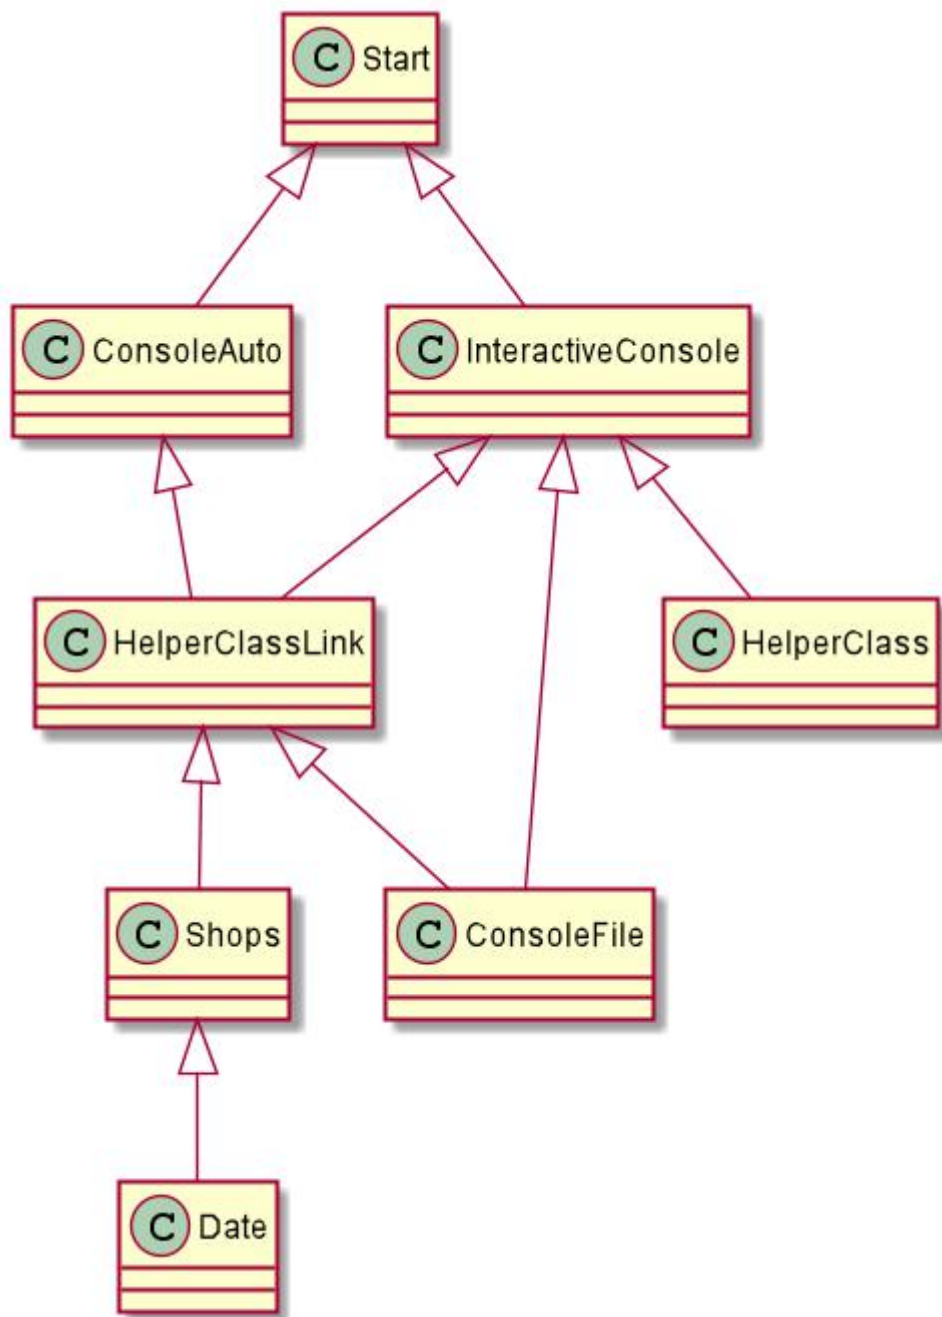 C Start
C ConsoleAuto
C InteractiveConsole
C HelperClassLink
C HelperClass
C Shops
C ConsoleFile
C Date